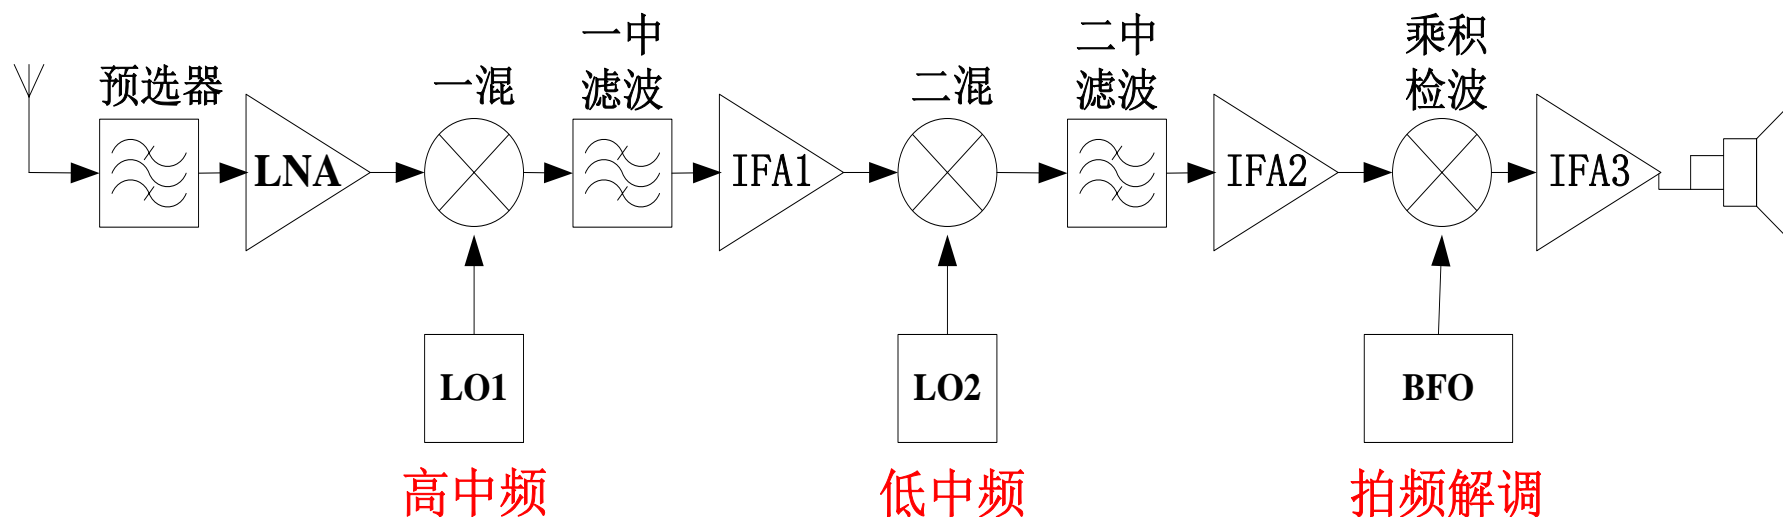 预选器
LNA
一混
一中
滤波
IFA1
二混
二中
滤波
IFA2
乘积
检波
IFA3
LO1
LO2
BFO
高中频
低中频
拍频解调